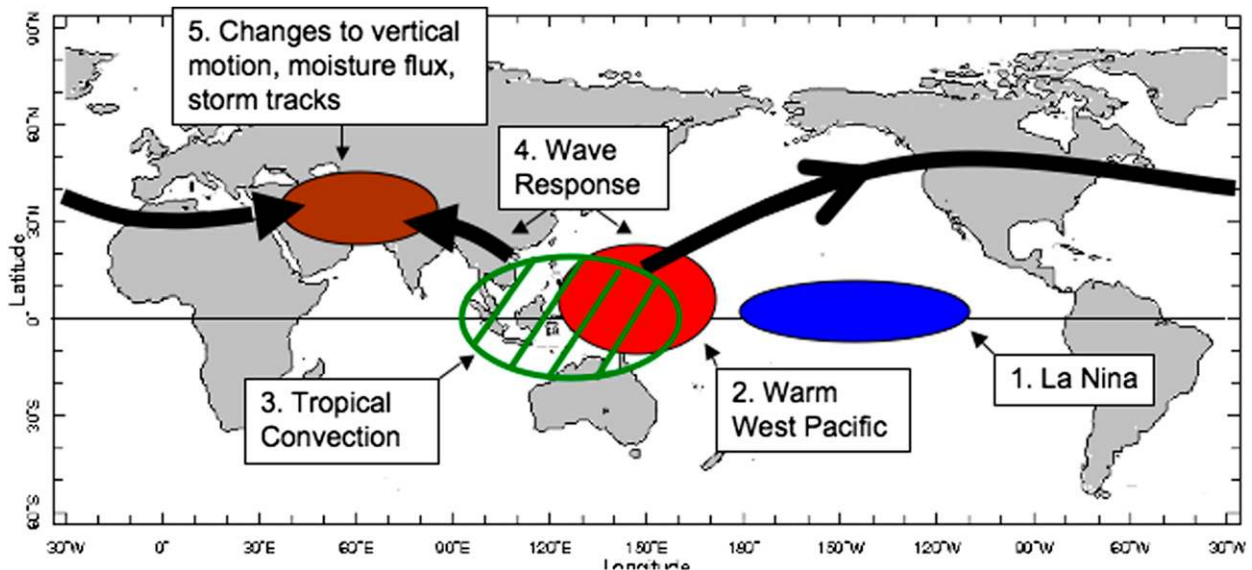 5. Changes to vertical
motion, moisture flux,
storm tracks
4. Wave
Response
3. Tropical
Convection
2. Warm
West Pacific
1. La Nina
Latitude
90°N
60°N
30°N
0°
30°S
60°S
30°W 0° 30°E 60°E 90°E 120°E 150°E 180° 150°W 120°W 90°W 60°W 30°W
Longitude